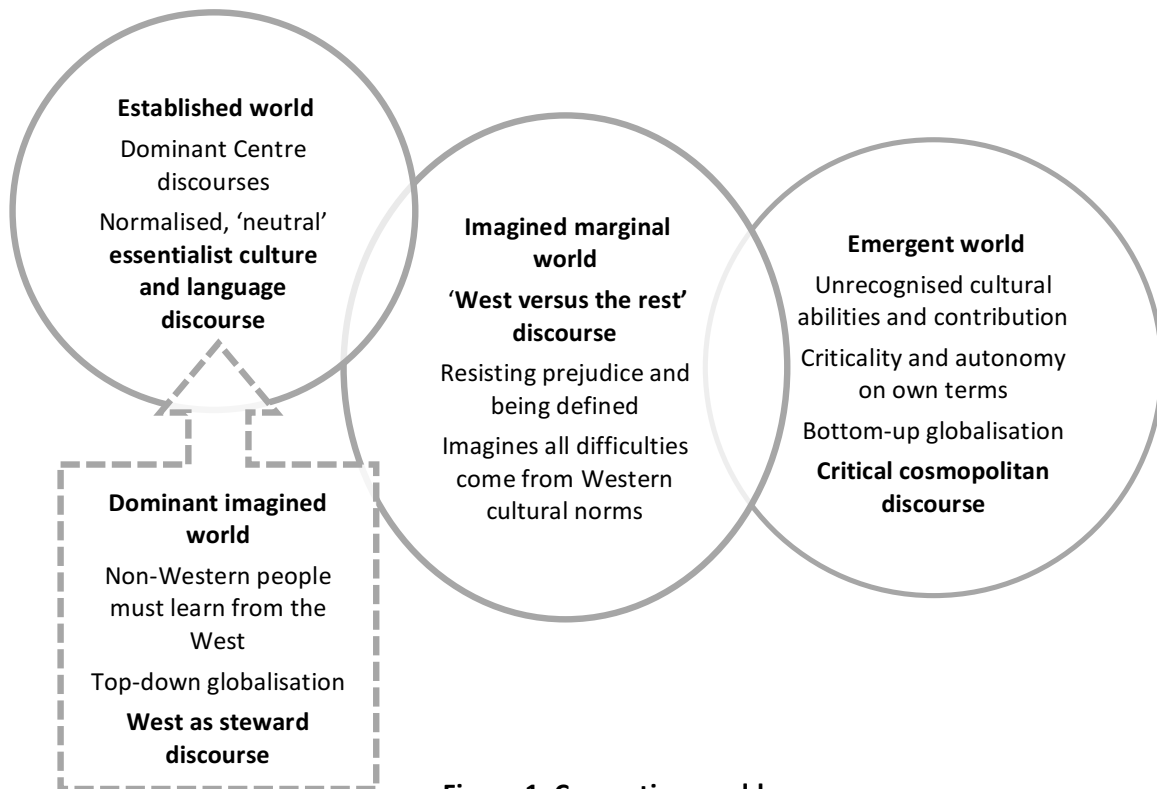 Established world
Dominant Centre
discourses
Normalised, ‘neutral’
essentialist culture
and language
discourse
Dominant imagined
world
Non-Western people
must learn from the
West
Top-down globalisation
West as steward
discourse
Imagined marginal
world
‘West versus the rest’
discourse
Resisting prejudice and
being defined
Imagines all difficulties
come from Western
cultural norms
Emergent world
Unrecognised cultural
abilities and contribution
Criticality and autonomy
on own terms
Bottom-up globalisation
Critical cosmopolitan
discourse